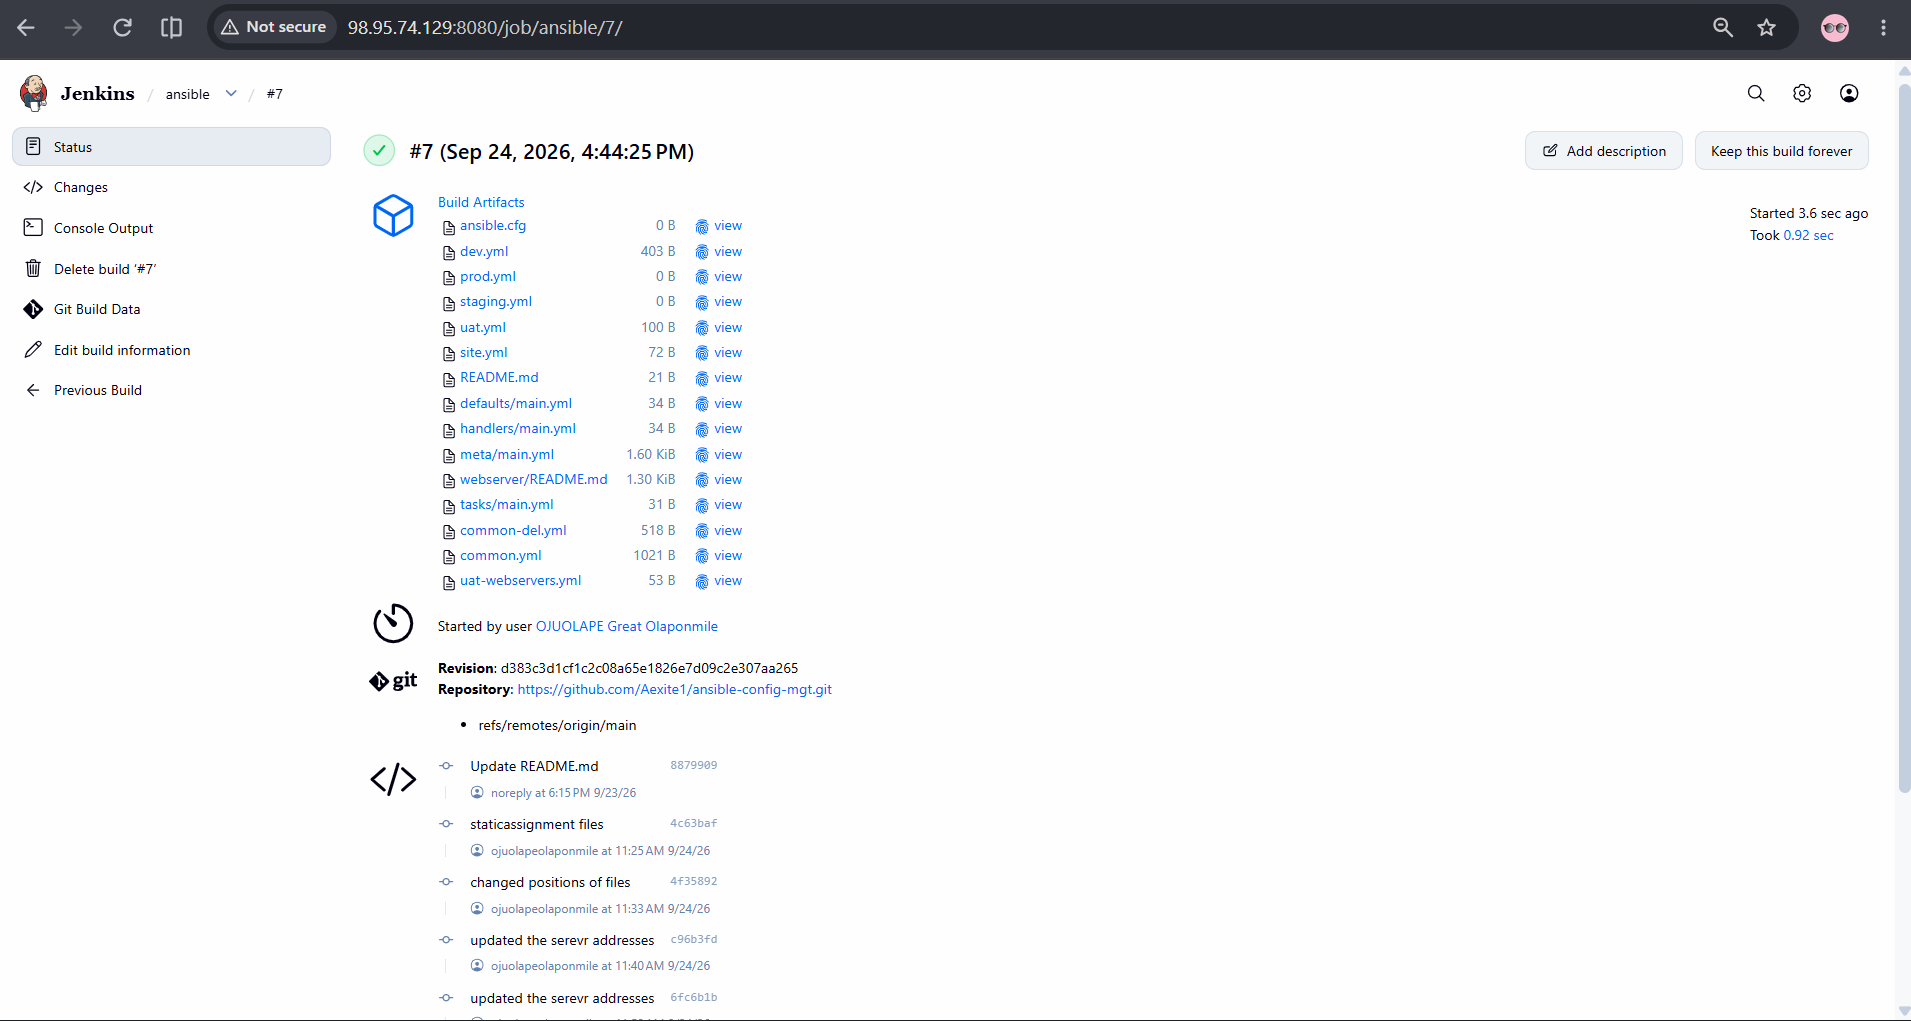 Not secure 98.95.74.129:8080/job/ansible/7/
Jenkins / ansible / #7
Status
Changes
Console Output
Delete build ‘#7’
Git Build Data
Edit build information
Previous Build
#7 (Sep 24, 2026, 4:44:25 PM)
Add description
Keep this build forever
Started 3.6 sec ago
Took 0.92 sec
Build Artifacts
ansible.cfg 0 B view
dev.yml 403 B view
prod.yml 0 B view
staging.yml 0 B view
uat.yml 100 B view
site.yml 72 B view
README.md 21 B view
defaults/main.yml 34 B view
handlers/main.yml 34 B view
meta/main.yml 1.60 KiB view
webserver/README.md 1.30 KiB view
tasks/main.yml 31 B view
common-del.yml 518 B view
common.yml 1021 B view
uat-webservers.yml 53 B view
Started by user OJUOLAPE Great Olaponmile
git
Revision: d383c3d1cf1c2c08a65e1826e7d09c2e307aa265
Repository: https://github.com/Aexite1/ansible-config-mgt.git
• refs/remotes/origin/main
Update README.md 8879909
noreply at 6:15 PM 9/23/26
staticassignment files 4c63baf
ojuolapeolaponmile at 11:25 AM 9/24/26
changed positions of files 4f35892
ojuolapeolaponmile at 11:33 AM 9/24/26
updated the serevr addresses c96b3fd
ojuolapeolaponmile at 11:40 AM 9/24/26
updated the serevr addresses 6fc6b1b